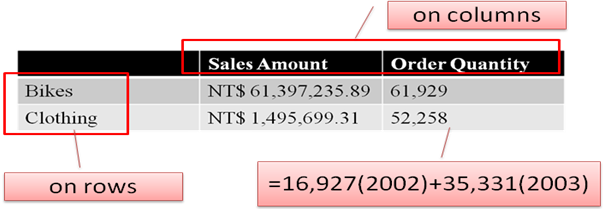 on columns
Sales Amount Order Quantity
Bikes NT$ 61,397,235.89 61,929
Clothing NT$ 1,495,699.31 52,258
on rows
=16,927(2002)+35,331(2003)